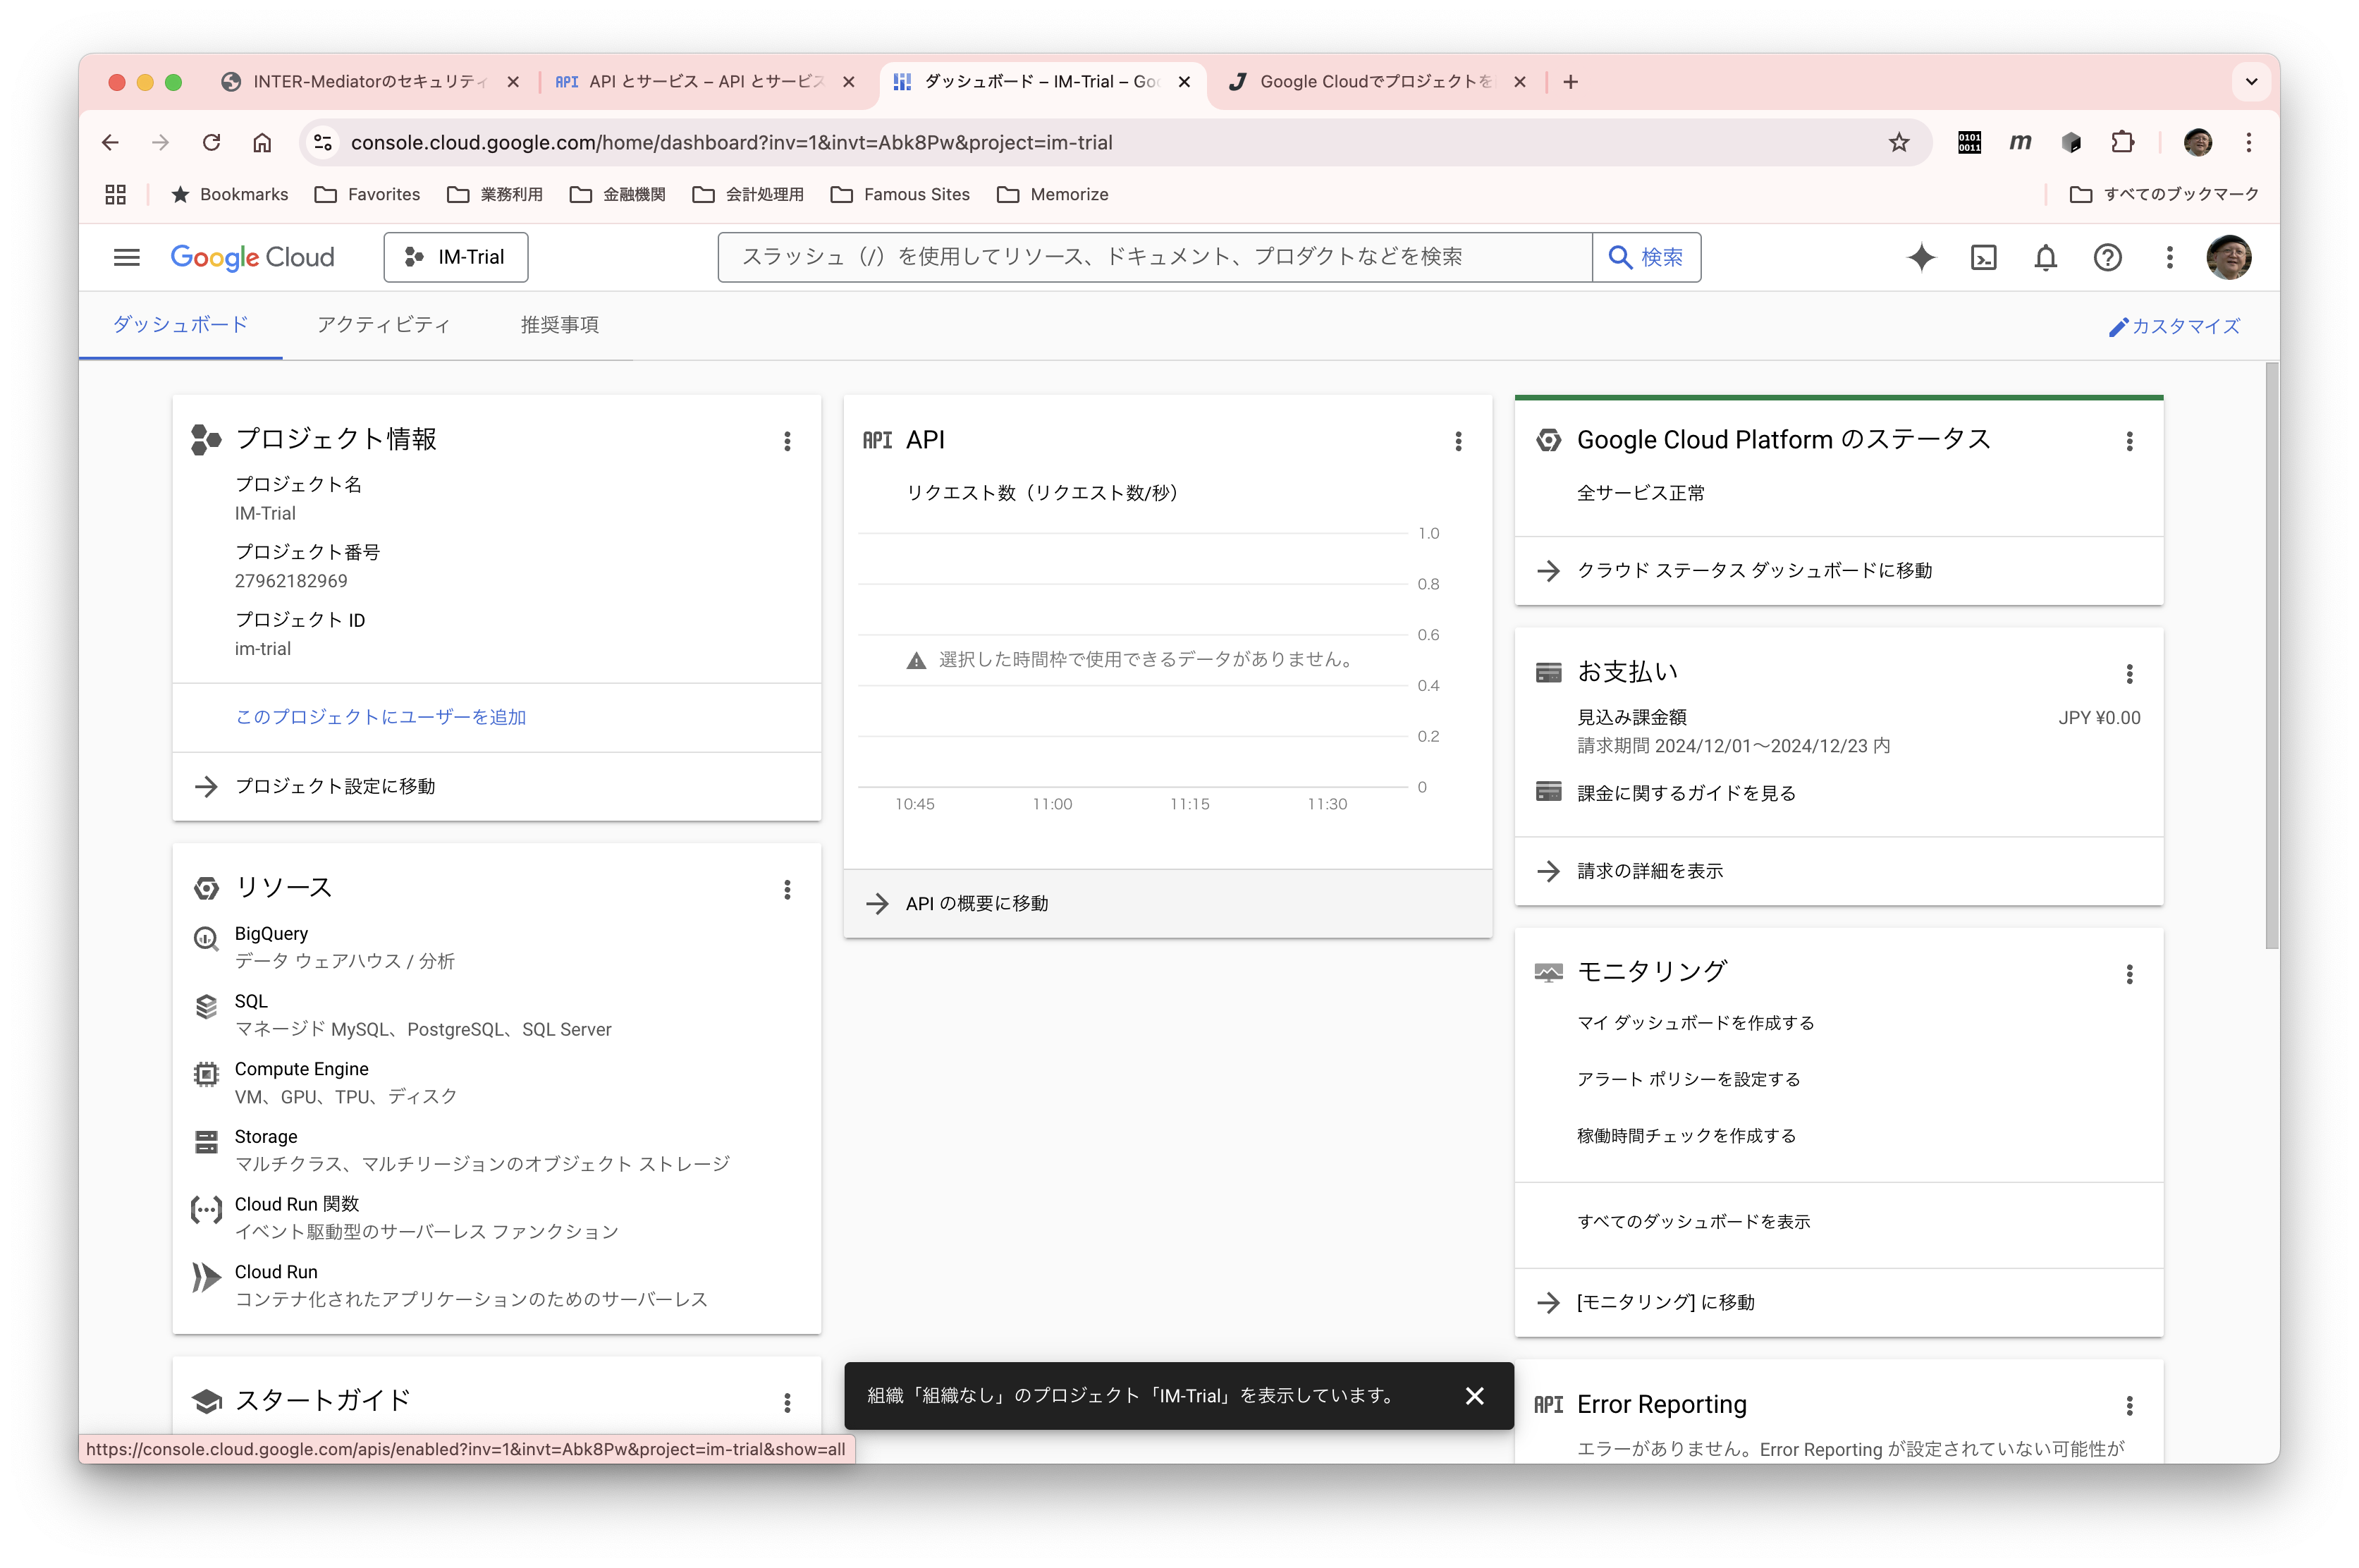 INTER-Mediatorのセキュリティ
API API とサービス – API とサービス
ダッシュボード – IM-Trial – Goo
Google Cloudでプロジェクトを
console.cloud.google.com/home/dashboard?inv=1&invt=Abk8Pw&project=im-trial
0101
0011
m
Bookmarks
Favorites
業務利用
金融機関
会計処理用
Famous Sites
Memorize
すべてのブックマーク
Google Cloud
IM-Trial
スラッシュ（/）を使用してリソース、ドキュメント、プロダクトなどを検索
検索
ダッシュボード
アクティビティ
推奨事項
カスタマイズ
プロジェクト情報
プロジェクト名
IM-Trial
プロジェクト番号
27962182969
プロジェクト ID
im-trial
このプロジェクトにユーザーを追加
プロジェクト設定に移動
リソース
BigQuery
データ ウェアハウス / 分析
SQL
マネージド MySQL、PostgreSQL、SQL Server
Compute Engine
VM、GPU、TPU、ディスク
Storage
マルチクラス、マルチリージョンのオブジェクト ストレージ
Cloud Run 関数
イベント駆動型のサーバーレス ファンクション
Cloud Run
コンテナ化されたアプリケーションのためのサーバーレス
スタートガイド
API API
リクエスト数（リクエスト数/秒）
1.0
0.8
0.6
選択した時間枠で使用できるデータがありません。
0.4
0.2
0
10:45 11:00 11:15 11:30
API の概要に移動
Google Cloud Platform のステータス
全サービス正常
クラウド ステータス ダッシュボードに移動
お支払い
見込み課金額 JPY ¥0.00
請求期間 2024/12/01～2024/12/23 内
課金に関するガイドを見る
請求の詳細を表示
モニタリング
マイ ダッシュボードを作成する
アラート ポリシーを設定する
稼働時間チェックを作成する
すべてのダッシュボードを表示
[モニタリング] に移動
API Error Reporting
エラーがありません。Error Reporting が設定されていない可能性が
組織「組織なし」のプロジェクト「IM-Trial」を表示しています。
https://console.cloud.google.com/apis/enabled?inv=1&invt=Abk8Pw&project=im-trial&show=all